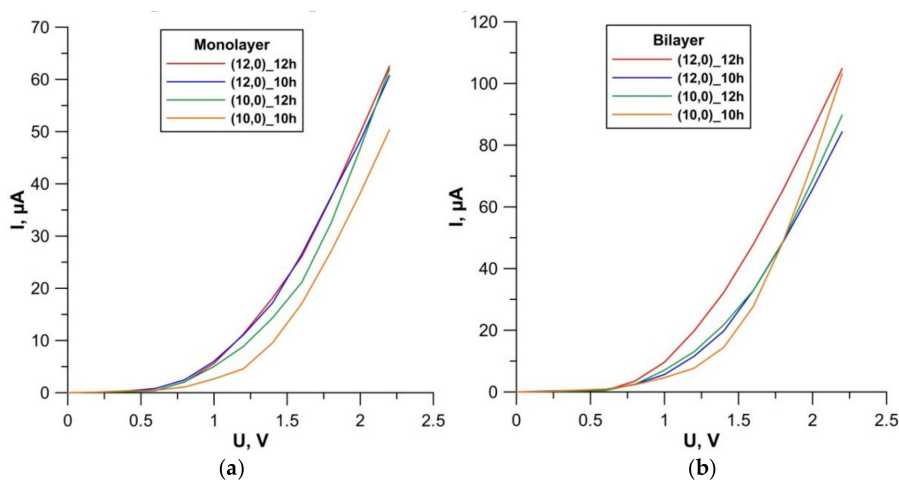 Monolayer
(12,0)_12h
(12,0)_10h
(10,0)_12h
(10,0)_10h
70
60
50
40
30
20
10
0
I, µA
0
0.5
1
1.5
2
2.5
U, V
(a)
Bilayer
(12,0)_12h
(12,0)_10h
(10,0)_12h
(10,0)_10h
120
100
80
60
40
20
0
I, µA
0
0.5
1
1.5
2
2.5
U, V
(b)